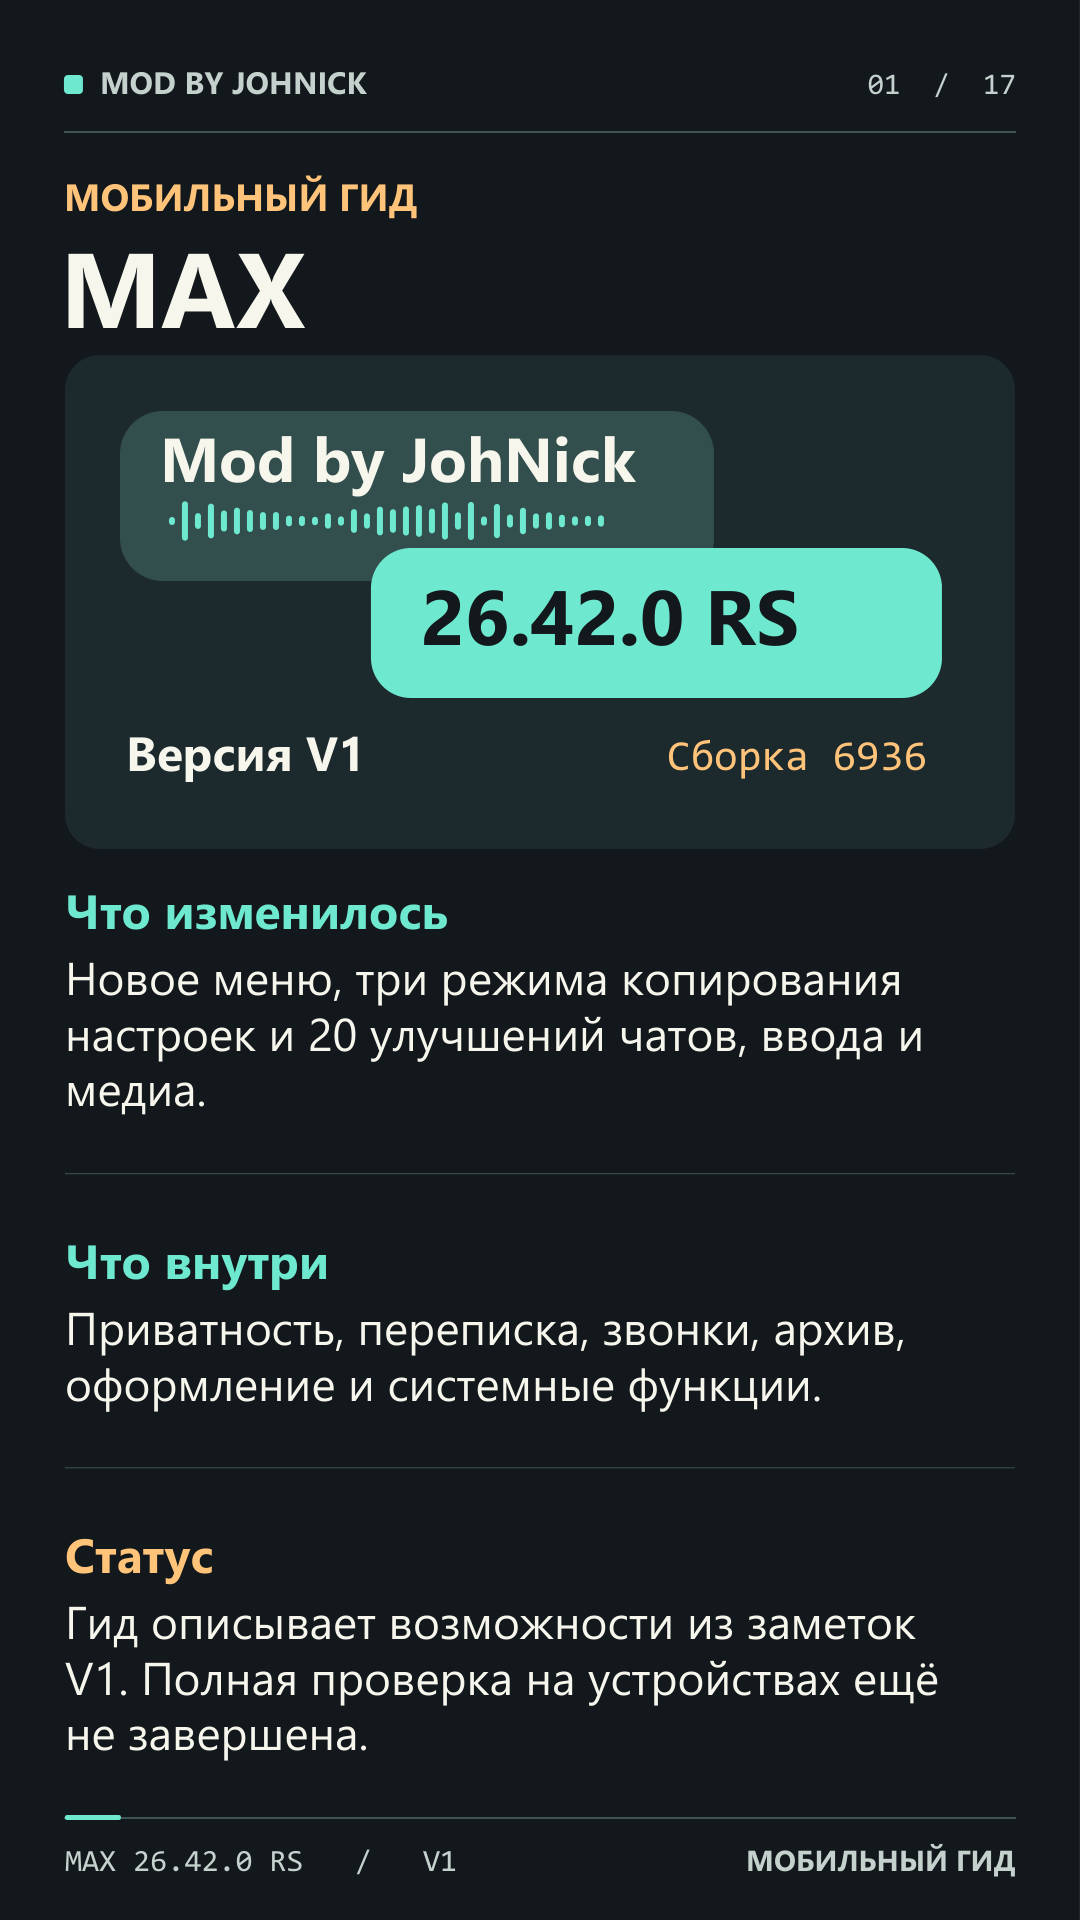 MOD BY JOHNICK
01 / 17
МОБИЛЬНЫЙ ГИД
MAX
Mod by JohNick
26.42.0 RS
Версия V1
Сборка 6936
Что изменилось
Новое меню, три режима копирования
настроек и 20 улучшений чатов, ввода и
медиа.
Что внутри
Приватность, переписка, звонки, архив,
оформление и системные функции.
Статус
Гид описывает возможности из заметок
V1. Полная проверка на устройствах ещё
не завершена.
MAX 26.42.0 RS / V1
МОБИЛЬНЫЙ ГИД